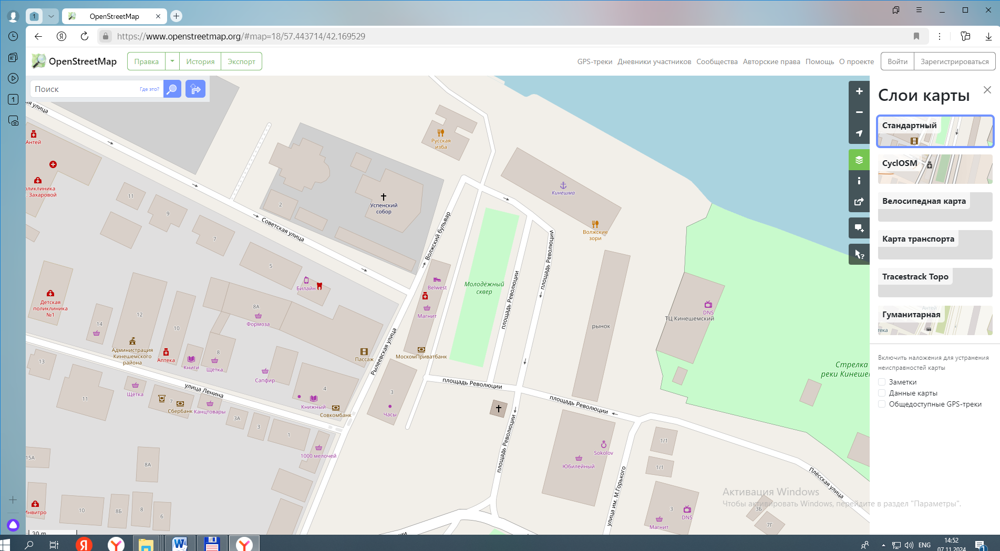 1
OpenStreetMap
https://www.openstreetmap.org/#map=18/57.443714/42.169529
OpenStreetMap
Правка
История
Экспорт
GPS-треки
Дневники участников
Сообщества
Авторские права
Помощь
О проекте
Войти
Зарегистрироваться
1
Поиск
Где это?
Слои карты
Стандартный
CyclOSM
Велосипедная карта
Карта транспорта
Tracestrack Topo
Гуманитарная
Включить наложения для устранения
неисправностей карты
Заметки
Данные карты
Общедоступные GPS-треки
улица
Антей
Русская
изба
Захаровой
Кинешма
11
9
7
2
Успенский
собор
Волжские
зори
Советская улица
Волжский бульвар
5
Билайн
Belwest
Магнит
Молодёжный
сквер
площадь Революции
площадь Революции
DNS
ТЦ Кинешемский
Детская
поликлиника
№1
8А
Формоза
12
14
10
рынок
Администрация
Кинешемского
района
Аптека
Книги
8
Щётка
Пассаж
МоскомПриватбанк
Рылеевская улица
Сапфир
13
Стрелка
площадь Революции
площадь Революции
11
Щётка
улица Ленина
7
Сбербанк
Канцтовары
4
Книжный
Совкомбанк
3
Часы
3А
3
1
1000 мелочей
площадь Революции
1/1
1/1
Sokolov
Юбилейный
15А
8А
улица им. М.Горького
Плёсская улица
Инвитро
10
8Б
8
6
3
DNS
Магнит
3Б
7Г
30 m
Активация Windows
Чтобы активировать Windows, перейдите в раздел "Параметры".
Я
Y
W
Y
ENG
14:52
07.11.2024
1